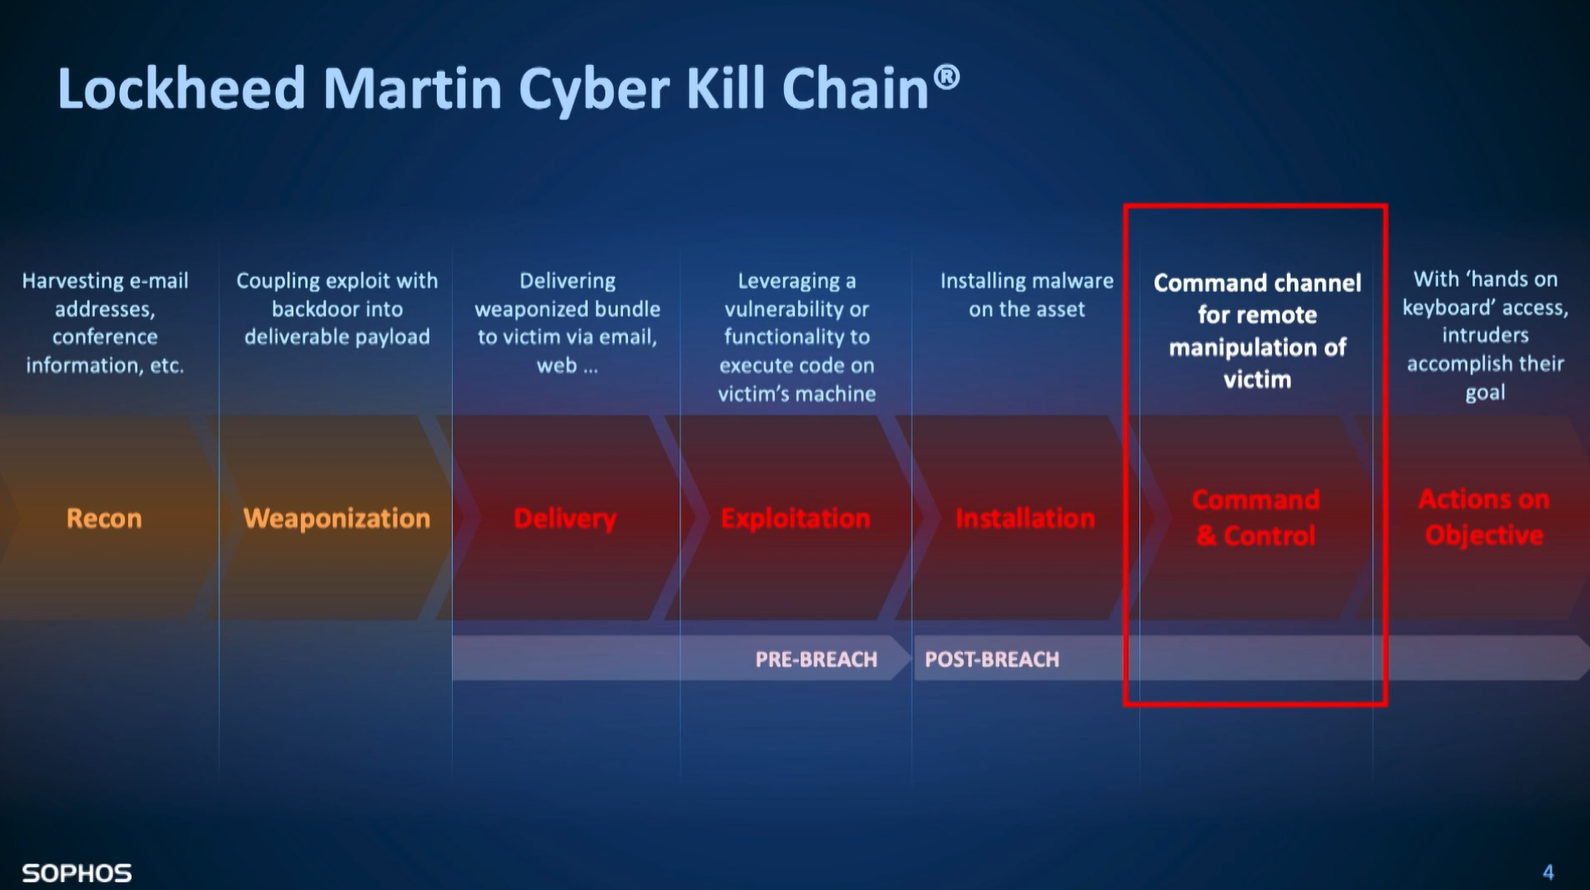 Lockheed Martin Cyber Kill Chain®
Harvesting e-mail
addresses,
conference
information, etc.
Coupling exploit with
backdoor into
deliverable payload
Delivering
weaponized bundle
to victim via email,
web ...
Leveraging a
vulnerability or
functionality to
execute code on
victim's machine
Installing malware
on the asset
Command channel
for remote
manipulation of
victim
With ‘hands on
keyboard’ access,
intruders
accomplish their
goal
Recon
Weaponization
Delivery
Exploitation
Installation
Command
& Control
Actions on
Objective
PRE-BREACH
POST-BREACH
SOPHOS
4